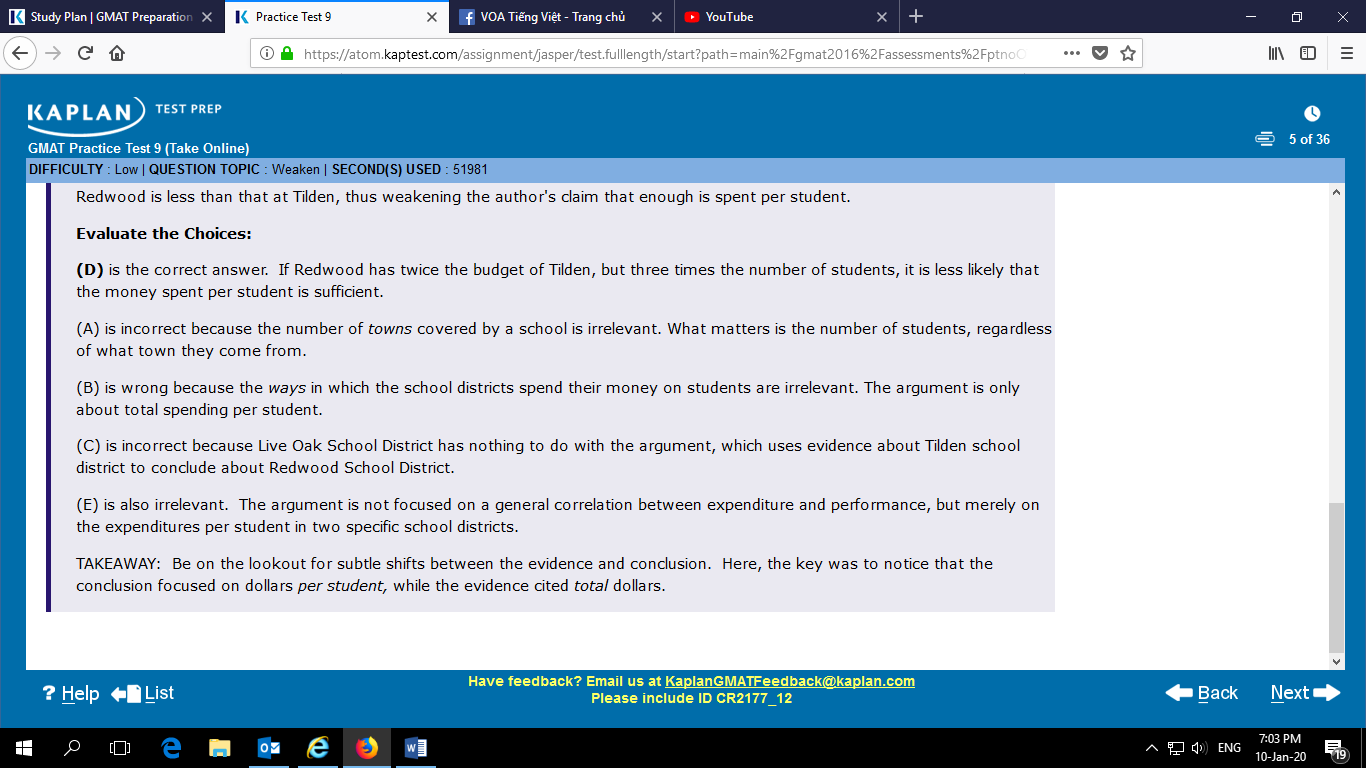 Study Plan | GMAT Preparation
Practice Test 9
VOA Tiếng Việt - Trang chủ
YouTube
https://atom.kaptest.com/assignment/jasper/test.fulllength/start?path=main%2Fgmat2016%2Fassessments%2Fptno
KAPLAN TEST PREP
GMAT Practice Test 9 (Take Online)
5 of 36
DIFFICULTY : Low | QUESTION TOPIC : Weaken | SECOND(S) USED : 51981
Redwood is less than that at Tilden, thus weakening the author's claim that enough is spent per student.
Evaluate the Choices:
(D) is the correct answer. If Redwood has twice the budget of Tilden, but three times the number of students, it is less likely that
the money spent per student is sufficient.
(A) is incorrect because the number of towns covered by a school is irrelevant. What matters is the number of students, regardless
of what town they come from.
(B) is wrong because the ways in which the school districts spend their money on students are irrelevant. The argument is only
about total spending per student.
(C) is incorrect because Live Oak School District has nothing to do with the argument, which uses evidence about Tilden school
district to conclude about Redwood School District.
(E) is also irrelevant. The argument is not focused on a general correlation between expenditure and performance, but merely on
the expenditures per student in two specific school districts.
TAKEAWAY: Be on the lookout for subtle shifts between the evidence and conclusion. Here, the key was to notice that the
conclusion focused on dollars per student, while the evidence cited total dollars.
? Help
List
Have feedback? Email us at KaplanGMATFeedback@kaplan.com
Please include ID CR2177_12
Back
Next
ENG
7:03 PM
10-Jan-20
19